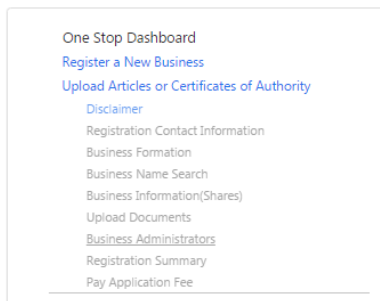 One Stop Dashboard
Register a New Business
Upload Articles or Certificates of Authority
Disclaimer
Registration Contact Information
Business Formation
Business Name Search
Business Information(Shares)
Upload Documents
Business Administrators
Registration Summary
Pay Application Fee